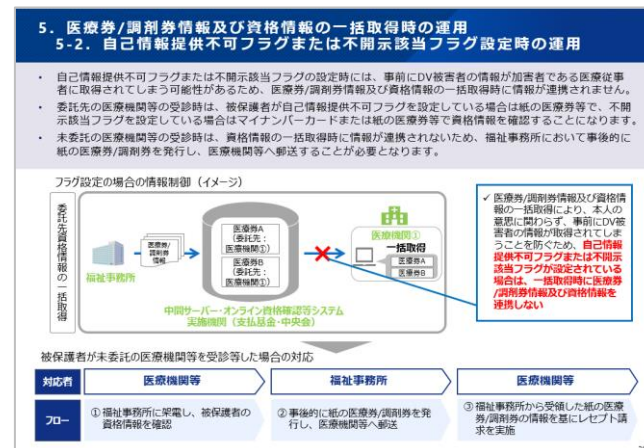 5．医療券/調剤券情報及び資格情報の一括取得時の運用
5-2．自己情報提供不可フラグまたは不開示該当フラグ設定時の運用
・ 自己情報提供不可フラグまたは不開示該当フラグの設定時には、事前にDV被害者の情報が加害者である医療従事
者に取得されてしまう可能性があるため、医療券/調剤券情報及び資格情報の一括取得時に情報が連携されません。
・ 委託先の医療機関等の受診時は、被保護者が自己情報提供不可フラグを設定している場合は紙の医療券等で、不開
示該当フラグを設定している場合はマイナンバーカードまたは紙の医療券等で資格情報を確認することになります。
・ 未委託の医療機関等の受診時は、資格情報の一括取得時に情報が連携されないため、福祉事務所において事後的に
紙の医療券/調剤券を発行し、医療機関等へ郵送することが必要となります。
フラグ設定の場合の情報制御（イメージ）
委託先資格情報の一括取得
福祉事務所
医療券/
調剤券
情報
医療券A
（委託先：
医療機関①）
医療券B
（委託先：
医療機関①）
中間サーバー・オンライン資格確認等システム
実施機関（支払基金・中央会）
医療機関①
一括取得
医療券A
医療券B
✓ 医療券/調剤券情報及び資格情
報の一括取得により、本人の
意思に関わらず、事前にDV被
害者の情報が取得されてしま
うことを防ぐため、自己情報
提供不可フラグまたは不開示
該当フラグが設定されている
場合は、一括取得時に医療券
/調剤券情報及び資格情報を
連携しない
被保護者が未委託の医療機関等を受診等した場合の対応
対応者
医療機関等
福祉事務所
医療機関等
フロー
① 福祉事務所に架電し、被保護者の
資格情報を確認
② 事後的に紙の医療券/調剤券を発
行し、医療機関等へ郵送
③ 福祉事務所から受領した紙の医療
券/調剤券の情報を基にレセプト請
求を実施